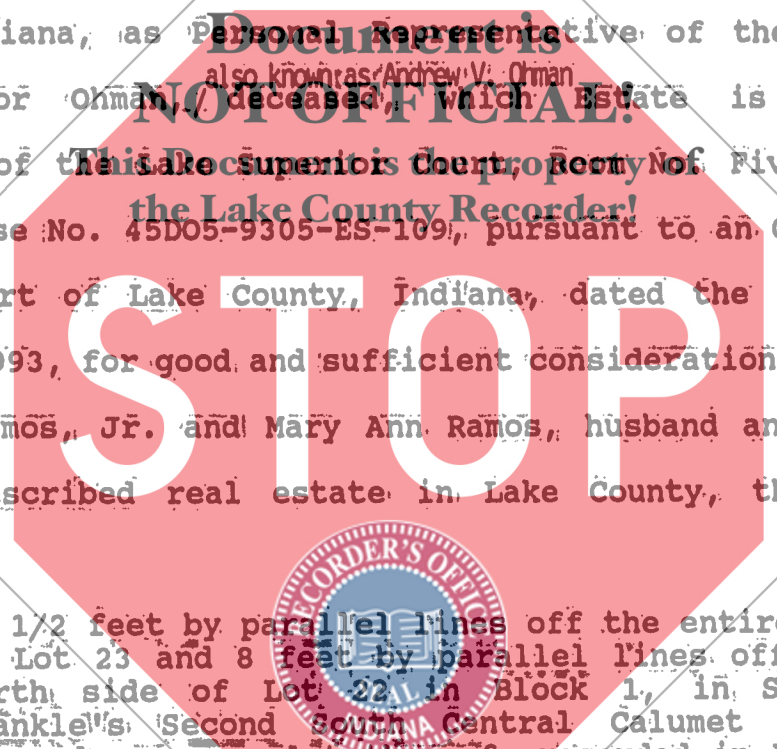 Document is
NOT OFFICIAL!
This Document is the property of
the Lake County Recorder!
STOP
RECORDER'S OFFICE
SEAL
INDIANA
iana, as Personal Representative of the
also known as Andrew V. Ohman
or Ohman, / deceased, which Estate is
of the Lake Superior Court, Room No. Fiv
se No. 45D05-9305-ES-109, pursuant to an
rt of Lake County, Indiana, dated the
993, for good and sufficient consideration
mos, Jr. and Mary Ann Ramos, husband an
scribed real estate in Lake County, th
1/2 feet by parallel lines off the entire
Lot 23 and 8 feet by parallel lines off
rth side of Lot 22 in Block 1, in S
ankle's Second South Central Calumet